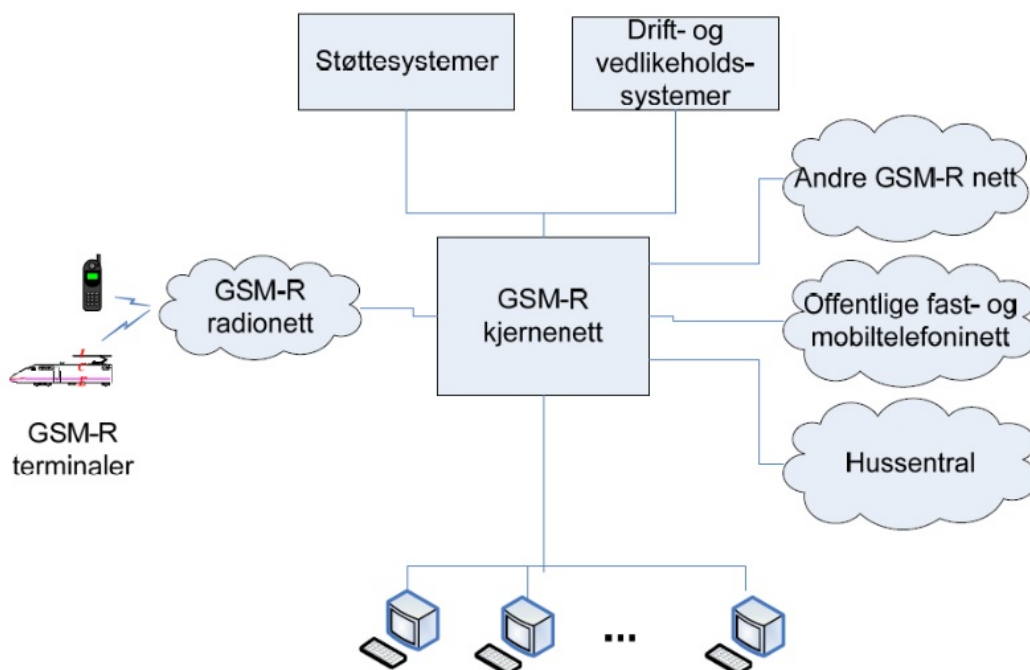 Støttesystemer
Drift- og
vedlikeholds-
systemer
Andre GSM-R nett
GSM-R
radionett
GSM-R
kjernenett
Offentlige fast- og
mobiltelefoninett
I
C
E
GSM-R
terminaler
Hussentral
...